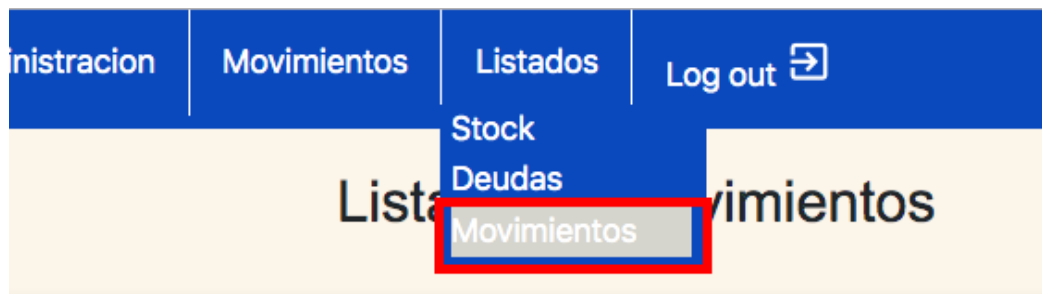 inistracion Movimientos Listados Log out
Stock
Deudas
Lista vimientos
Movimientos